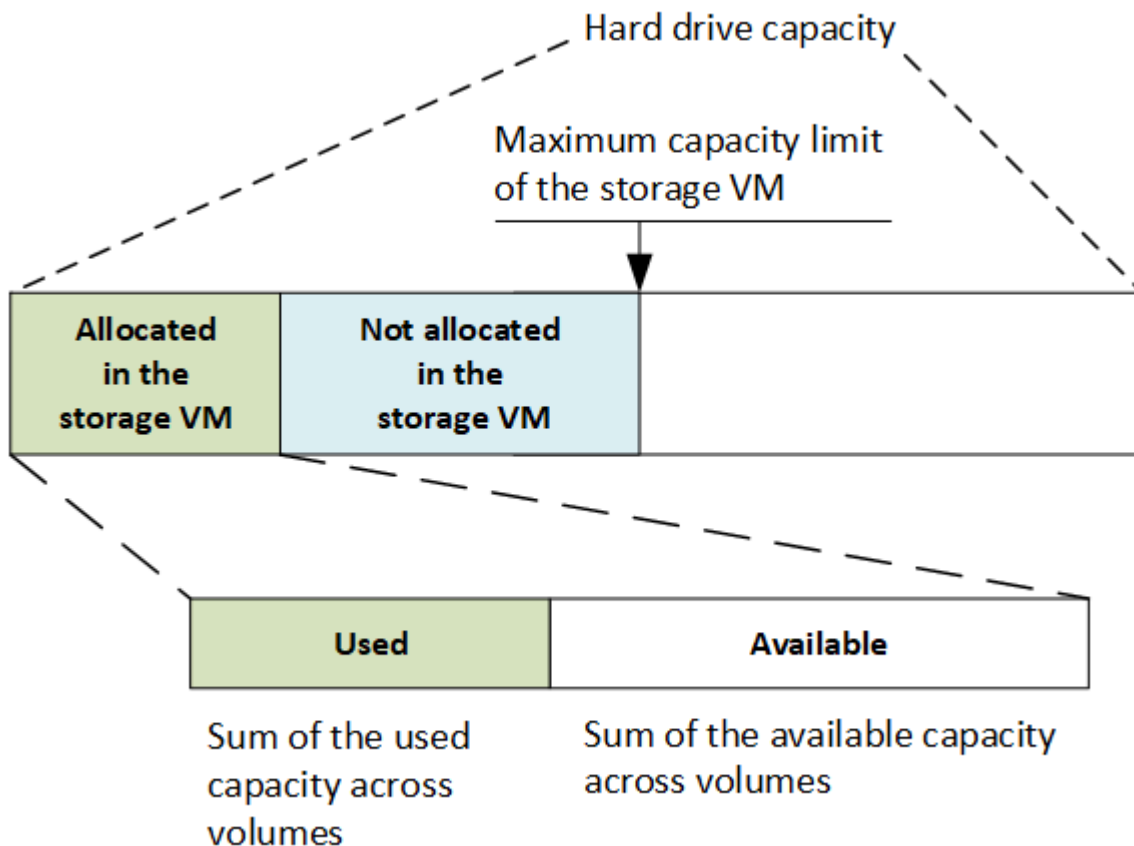 Hard drive capacity
Maximum capacity limit
of the storage VM
Allocated
in the
storage VM
Not allocated
in the
storage VM
Used
Available
Sum of the used
capacity across
volumes
Sum of the available capacity
across volumes